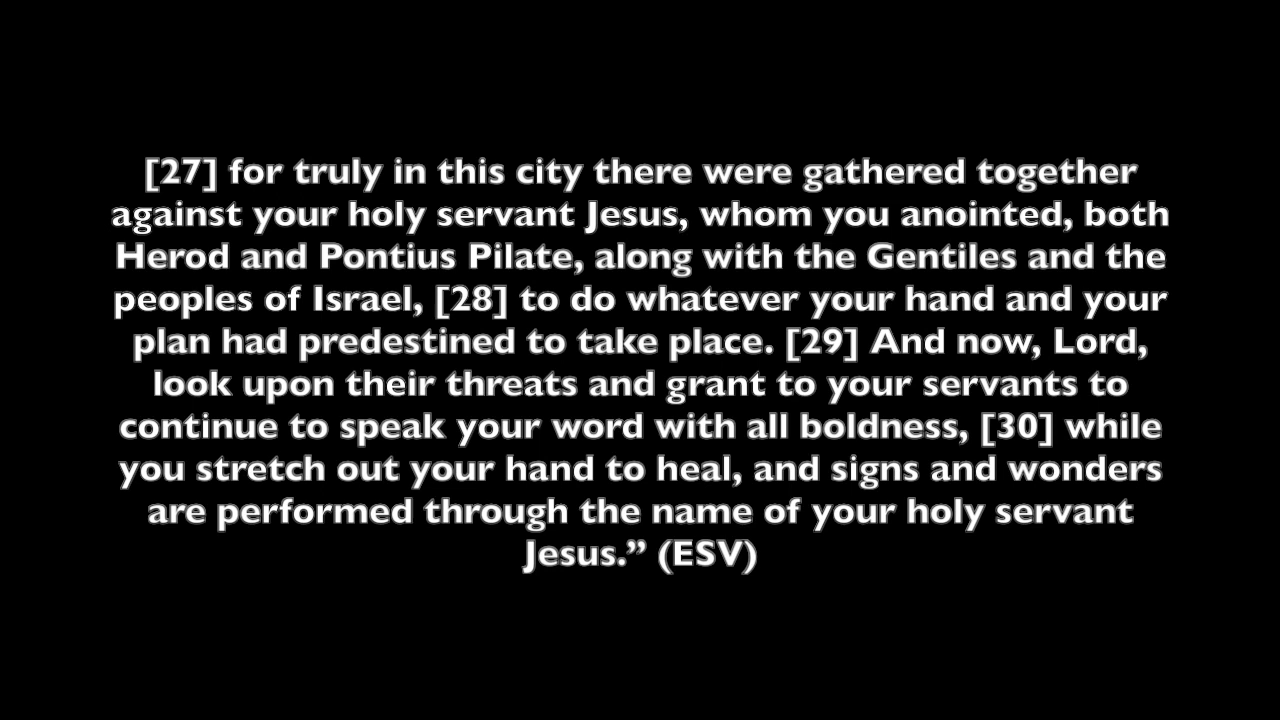 [27] for truly in this city there were gathered together
against your holy servant Jesus, whom you anointed, both
Herod and Pontius Pilate, along with the Gentiles and the
peoples of Israel, [28] to do whatever your hand and your
plan had predestined to take place. [29] And now, Lord,
look upon their threats and grant to your servants to
continue to speak your word with all boldness, [30] while
you stretch out your hand to heal, and signs and wonders
are performed through the name of your holy servant
Jesus.” (ESV)